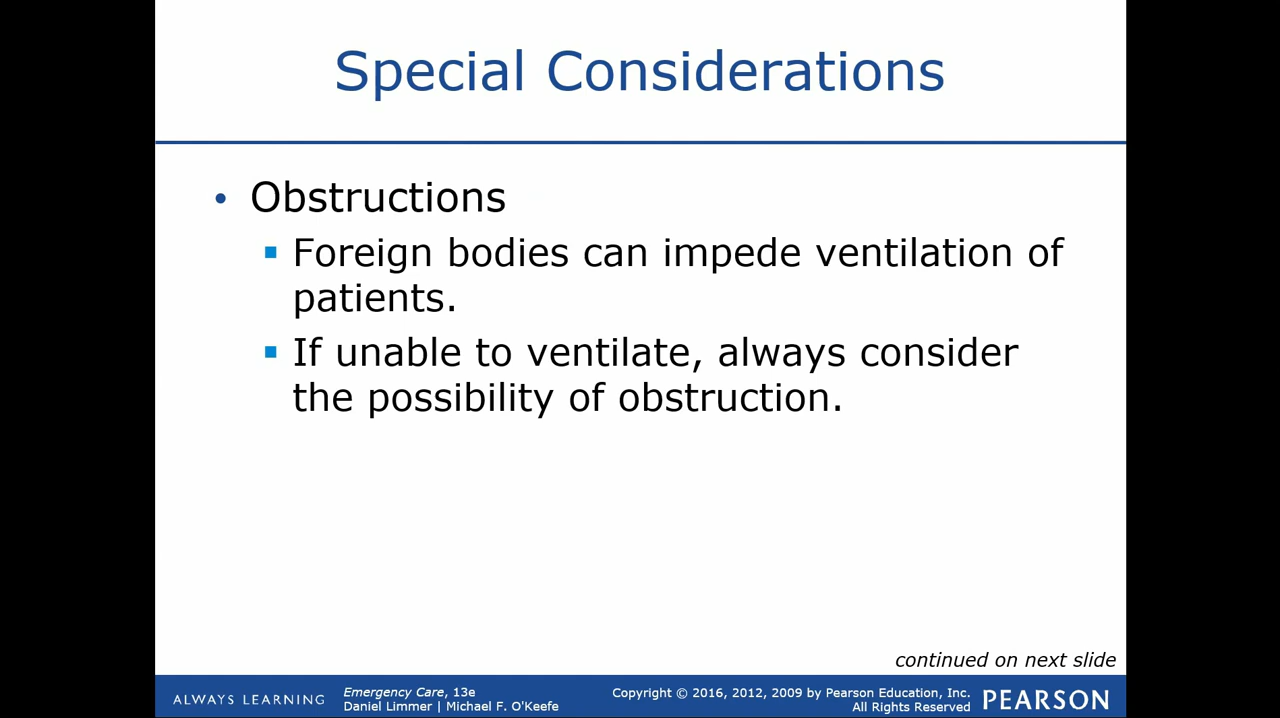 Special Considerations
• Obstructions
▪ Foreign bodies can impede ventilation of
patients.
▪ If unable to ventilate, always consider
the possibility of obstruction.
continued on next slide
ALWAYS LEARNING
Emergency Care, 13e
Daniel Limmer | Michael F. O'Keefe
Copyright © 2016, 2012, 2009 by Pearson Education, Inc.
All Rights Reserved
PEARSON